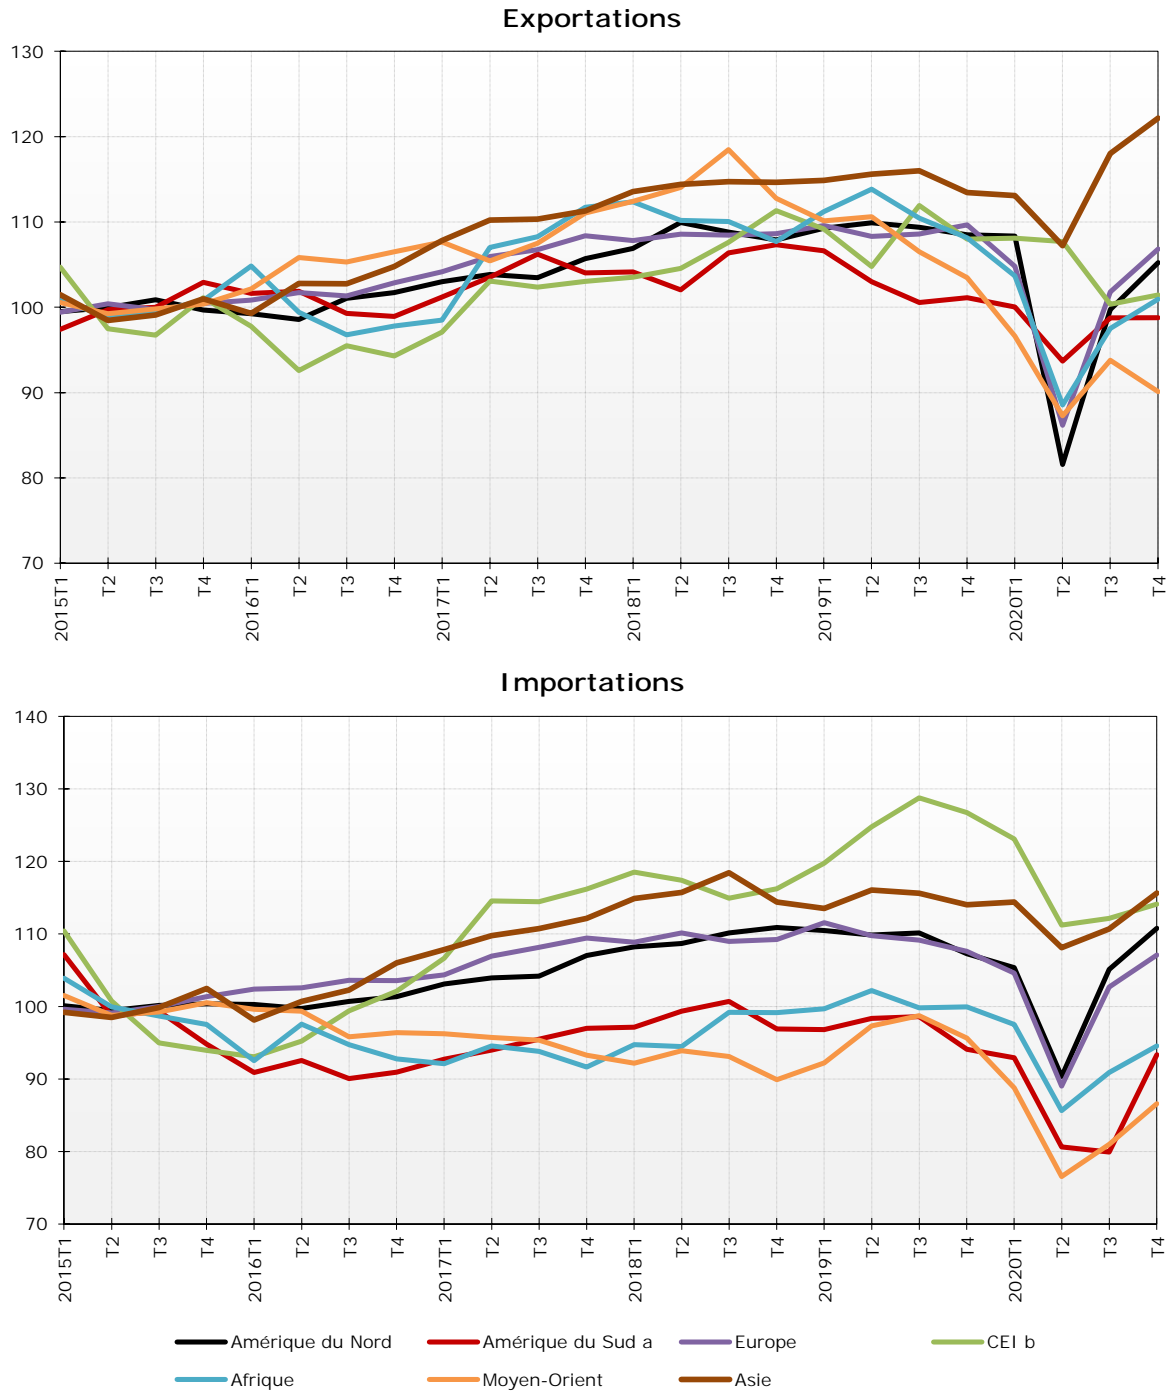 Exportations
130
120
110
100
90
80
70
2015T1 T2 T3 T4 2016T1 T2 T3 T4 2017T1 T2 T3 T4 2018T1 T2 T3 T4 2019T1 T2 T3 T4 2020T1 T2 T3 T4
Importations
140
130
120
110
100
90
80
70
2015T1 T2 T3 T4 2016T1 T2 T3 T4 2017T1 T2 T3 T4 2018T1 T2 T3 T4 2019T1 T2 T3 T4 2020T1 T2 T3 T4
Amérique du Nord Amérique du Sud a Europe CEI b
Afrique Moyen-Orient Asie